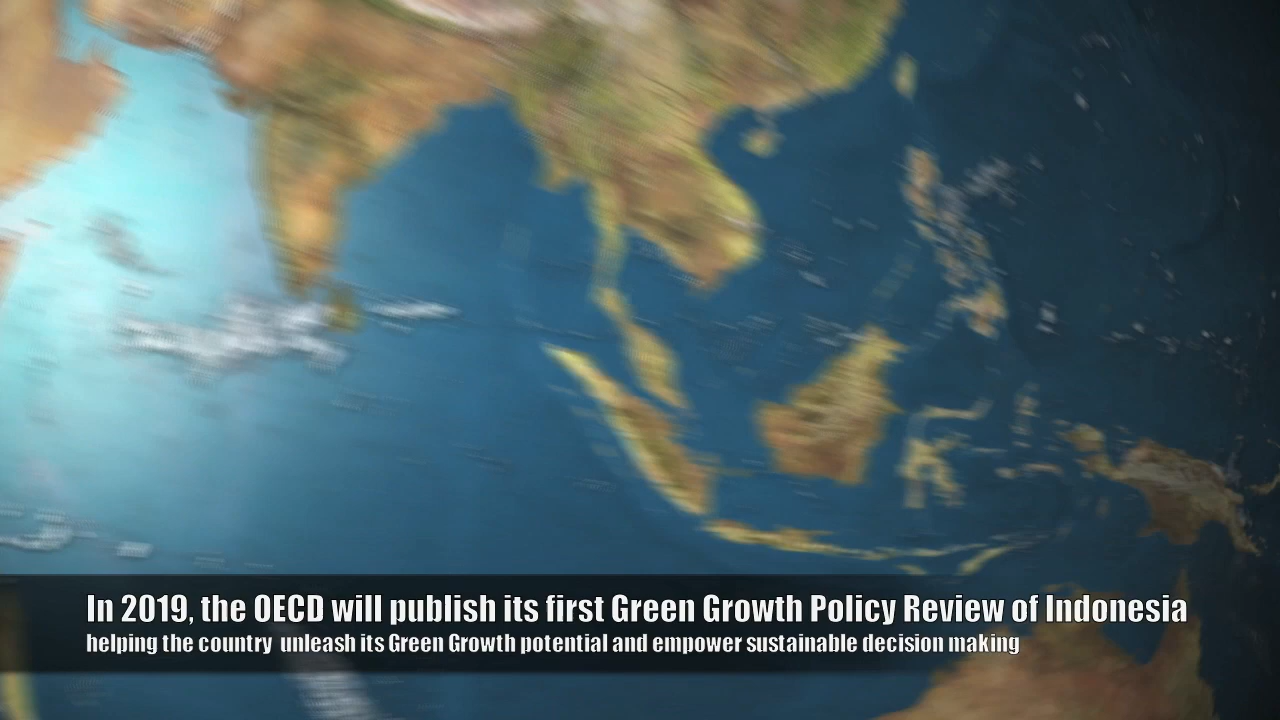 In 2019, the OECD will publish its first Green Growth Policy Review of Indonesia
helping the country unleash its Green Growth potential and empower sustainable decision making